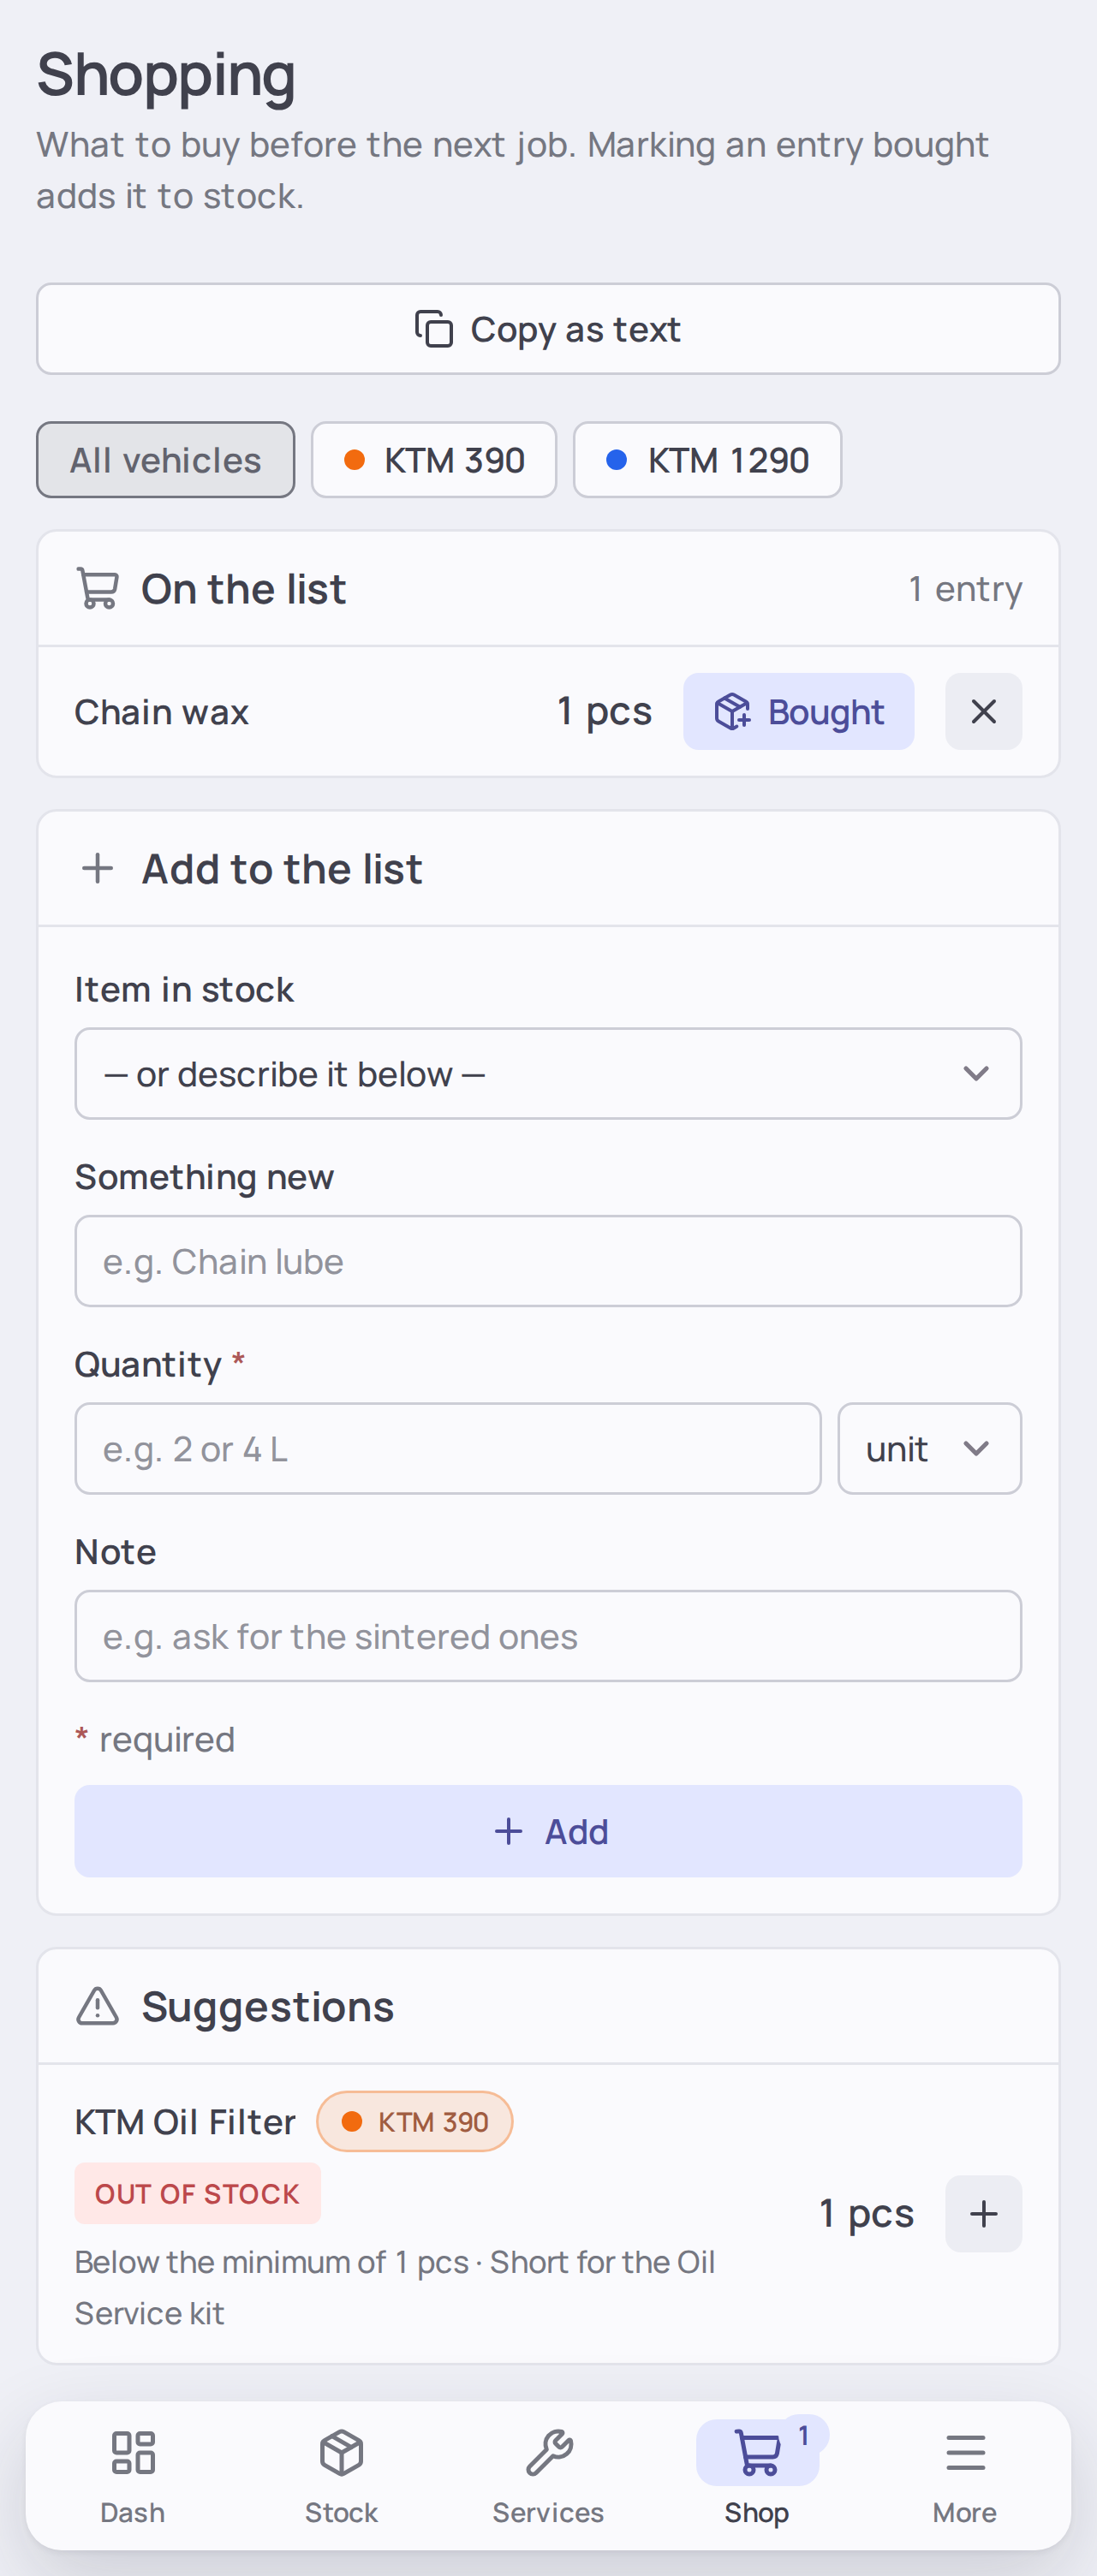 Shopping
What to buy before the next job. Marking an entry bought
adds it to stock.
Copy as text
All vehicles
KTM 390
KTM 1290
On the list
1 entry
Chain wax
1 pcs
Bought
Add to the list
Item in stock
— or describe it below —
Something new
e.g. Chain lube
Quantity *
e.g. 2 or 4 L
unit
Note
e.g. ask for the sintered ones
* required
Add
Suggestions
KTM Oil Filter
KTM 390
OUT OF STOCK
1 pcs
Below the minimum of 1 pcs · Short for the Oil
Service kit
1
Dash
Stock
Services
Shop
More